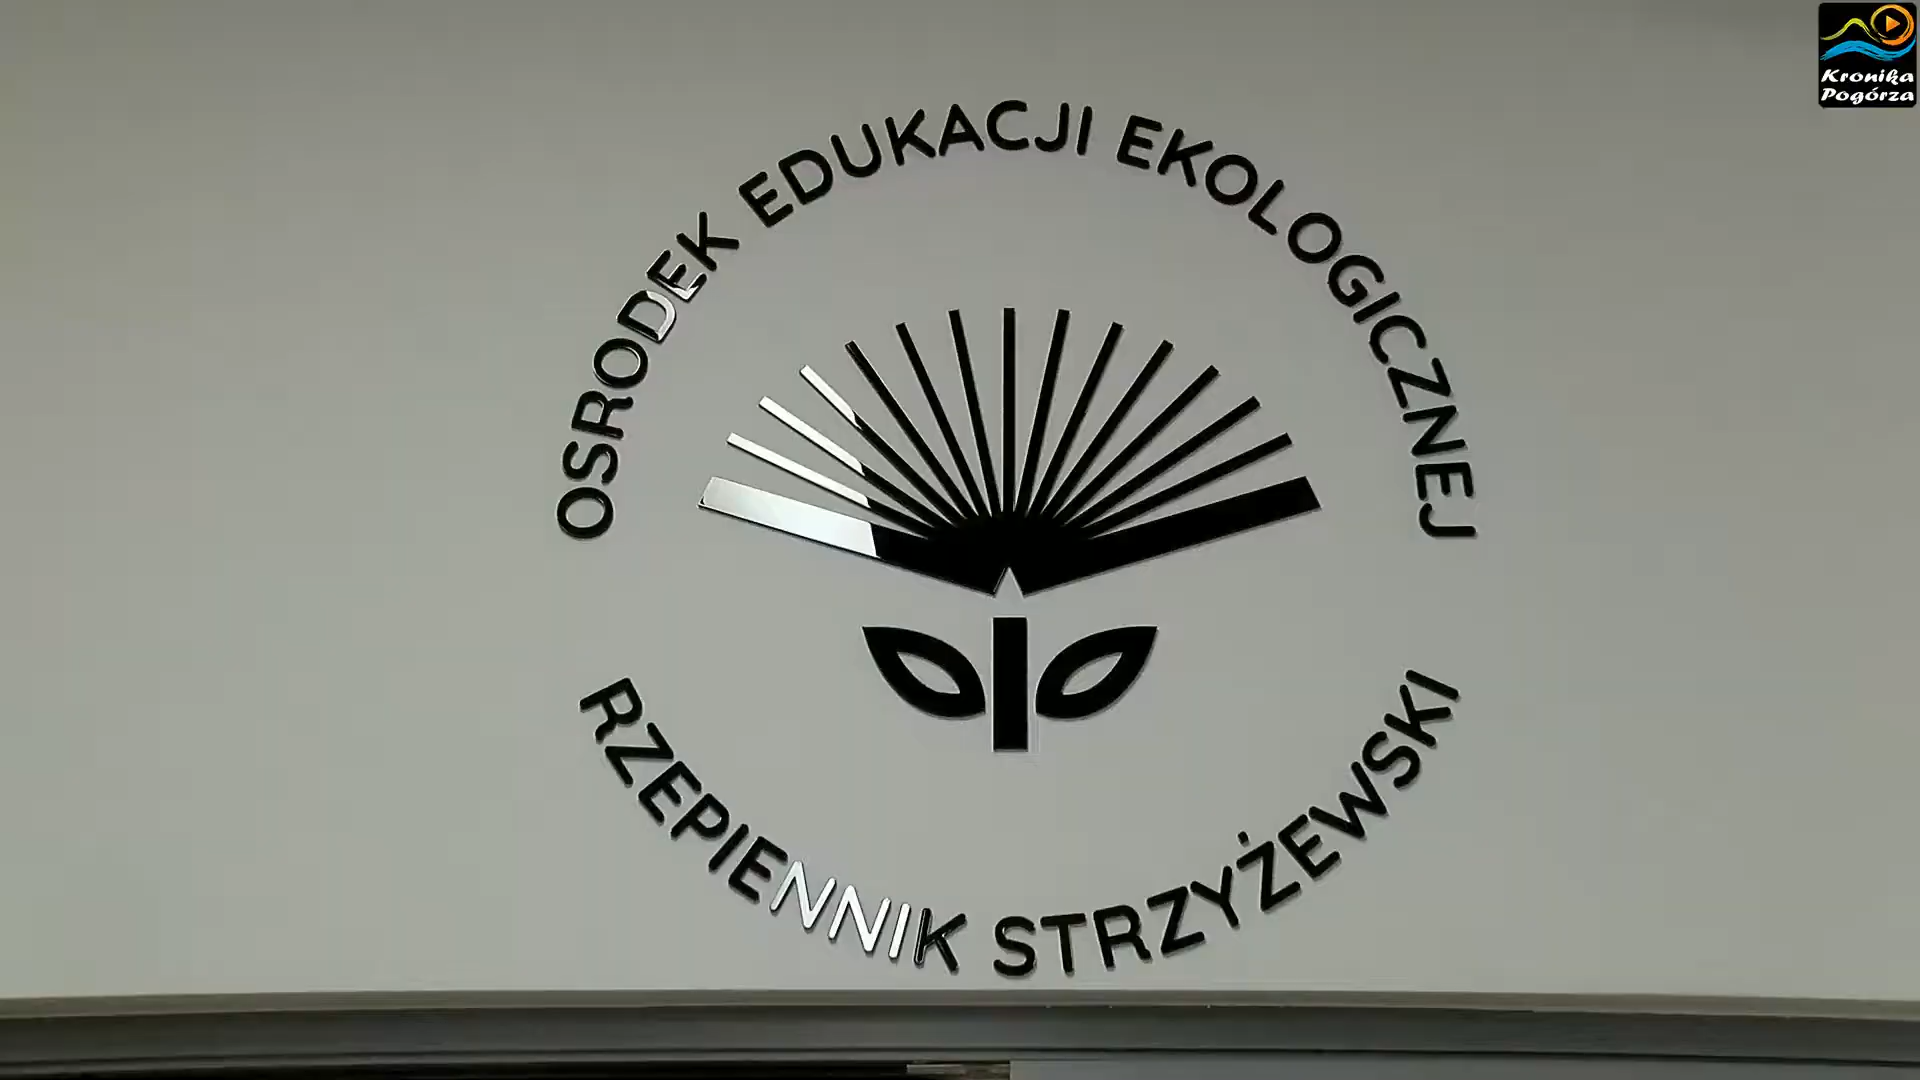 OSRODEK EDUKACJI EKOLOGICZNEJ
RZEPIENNIK STRZYŻEWSKI
Kronika
Pogórza